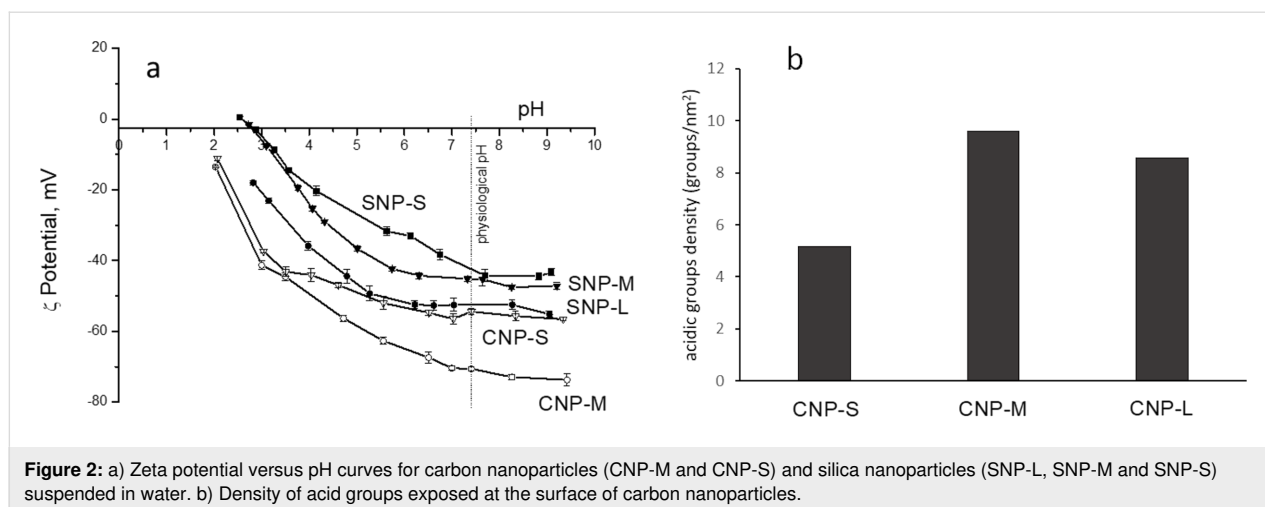 a
20
0
-20
-40
-60
-80
ζ Potential, mV
pH
0 1 2 3 4 5 6 7 8 9 10
physiological pH
SNP-S
SNP-M
SNP-L
CNP-S
CNP-M
b
12
10
8
6
4
2
0
acidic groups density (groups/nm²)
CNP-S CNP-M CNP-L
Figure 2: a) Zeta potential versus pH curves for carbon nanoparticles (CNP-M and CNP-S) and silica nanoparticles (SNP-L, SNP-M and SNP-S)
suspended in water. b) Density of acid groups exposed at the surface of carbon nanoparticles.